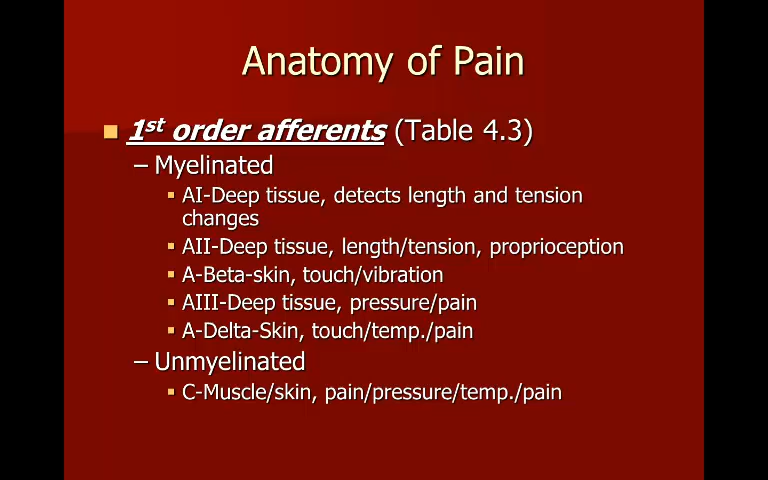 Anatomy of Pain
1st order afferents (Table 4.3)
– Myelinated
AI-Deep tissue, detects length and tension
changes
AII-Deep tissue, length/tension, proprioception
A-Beta-skin, touch/vibration
AIII-Deep tissue, pressure/pain
A-Delta-Skin, touch/temp./pain
– Unmyelinated
C-Muscle/skin, pain/pressure/temp./pain